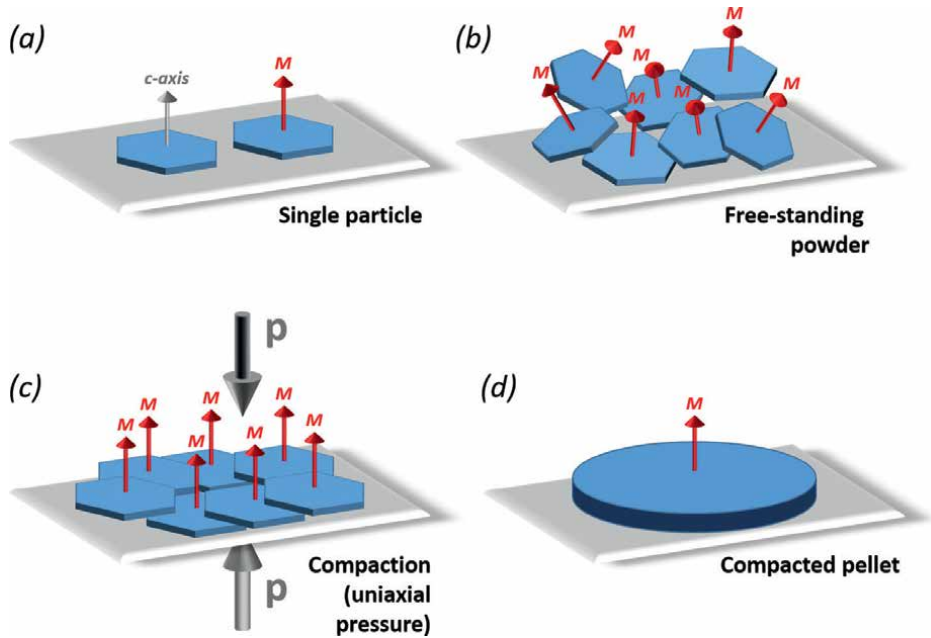 (a)
c-axis
M
Single particle
(b)
M
M
M
M
M
M
M
Free-standing
powder
(c)
p
M
M
M
M
M
M
M
p
Compaction
(uniaxial
pressure)
(d)
M
Compacted pellet